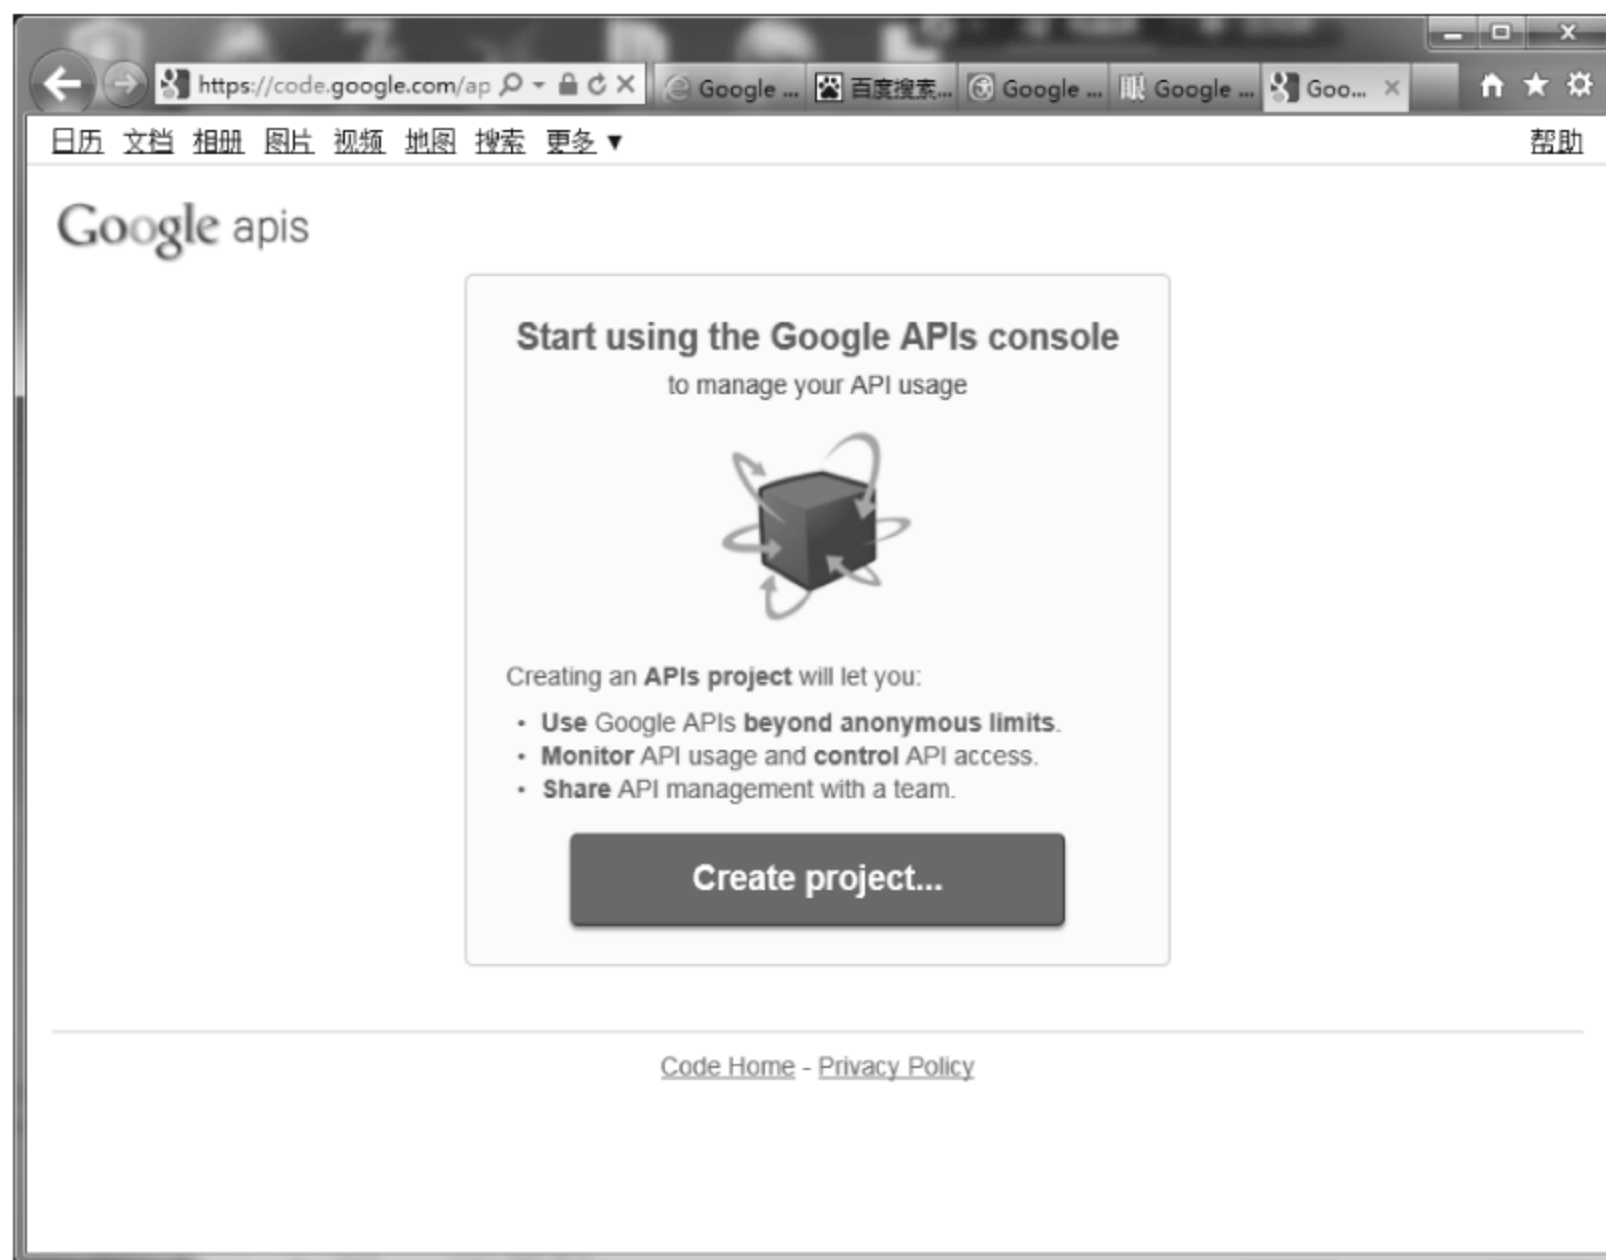 https://code.google.com/ap
Google ...
百度搜索...
Google ...
Google ...
Goo...
日历 文档 相册 图片 视频 地图 搜索 更多 ▼
帮助
Google apis
Start using the Google APIs console
to manage your API usage
Creating an APIs project will let you:
• Use Google APIs beyond anonymous limits.
• Monitor API usage and control API access.
• Share API management with a team.
Create project...
Code Home - Privacy Policy